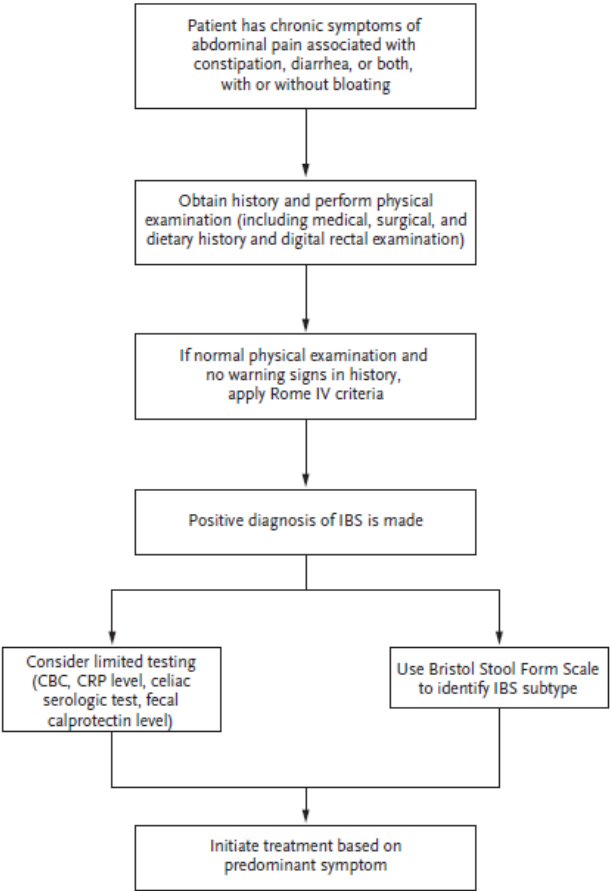 Patient has chronic symptoms of
abdominal pain associated with
constipation, diarrhea, or both,
with or without bloating
Obtain history and perform physical
examination (including medical, surgical, and
dietary history and digital rectal examination)
If normal physical examination and
no warning signs in history,
apply Rome IV criteria
Positive diagnosis of IBS is made
Consider limited testing
(CBC, CRP level, celiac
serologic test, fecal
calprotectin level)
Use Bristol Stool Form Scale
to identify IBS subtype
Initiate treatment based on
predominant symptom